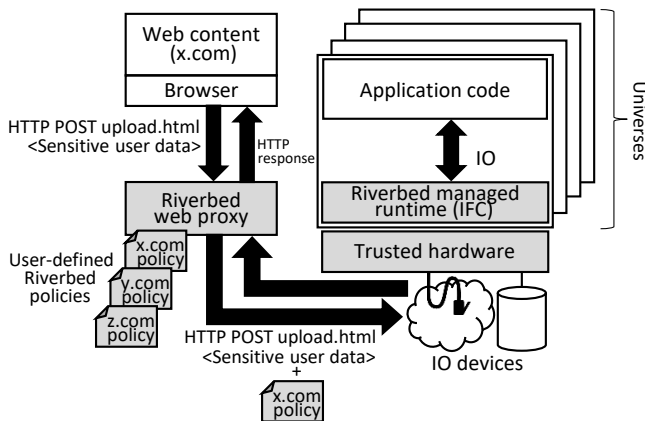 Web content
(x.com)
Browser
HTTP POST upload.html
<Sensitive user data>
HTTP
response
Riverbed
web proxy
User-defined
Riverbed
policies
x.com
policy
y.com
policy
z.com
policy
HTTP POST upload.html
<Sensitive user data>
+
x.com
policy
Application code
IO
Riverbed managed
runtime (IFC)
Trusted hardware
IO devices
Universes